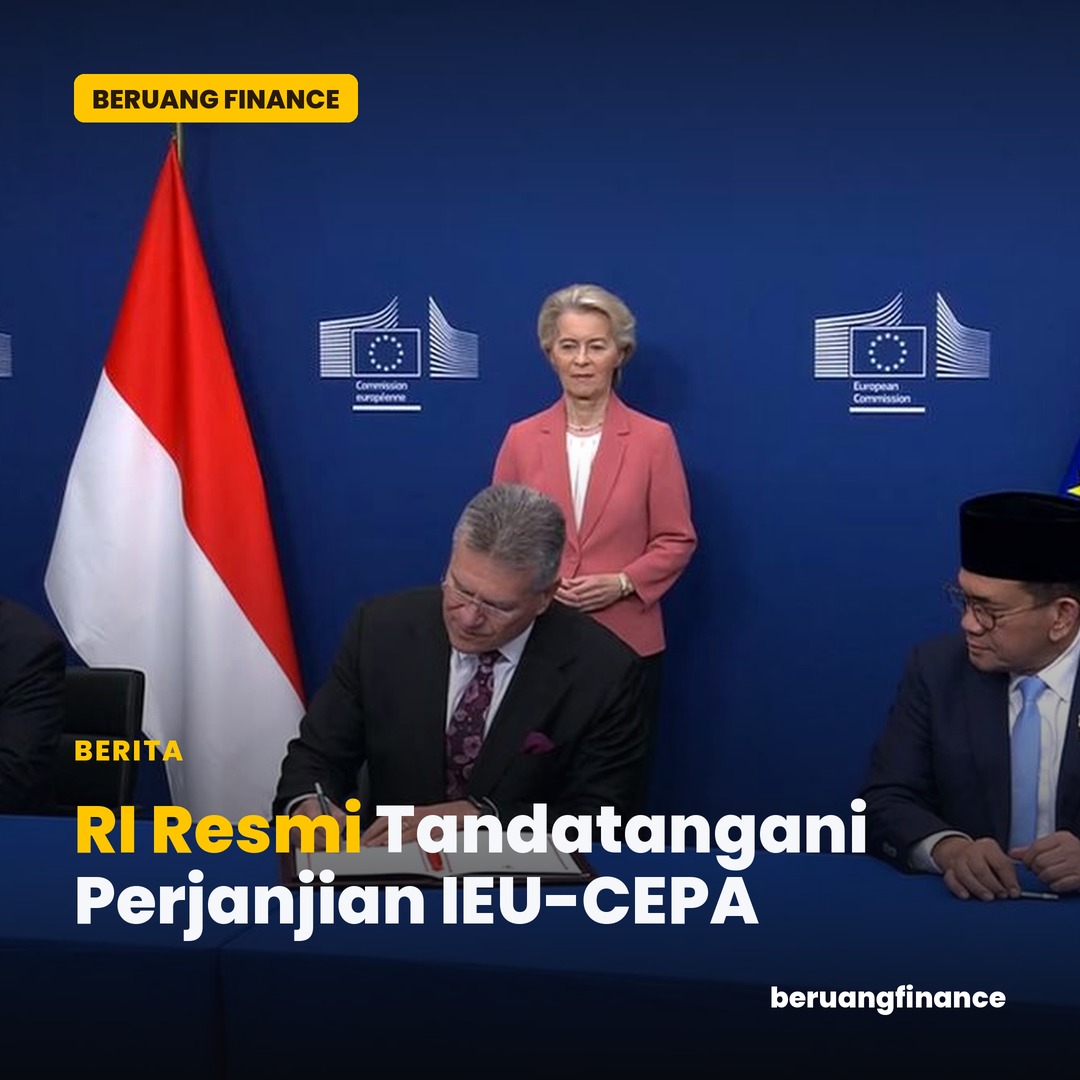 BERUANG FINANCE
Commission
européenne
European
Commission
BERITA
RI Resmi Tandatangani
Perjanjian IEU-CEPA
beruangfinance